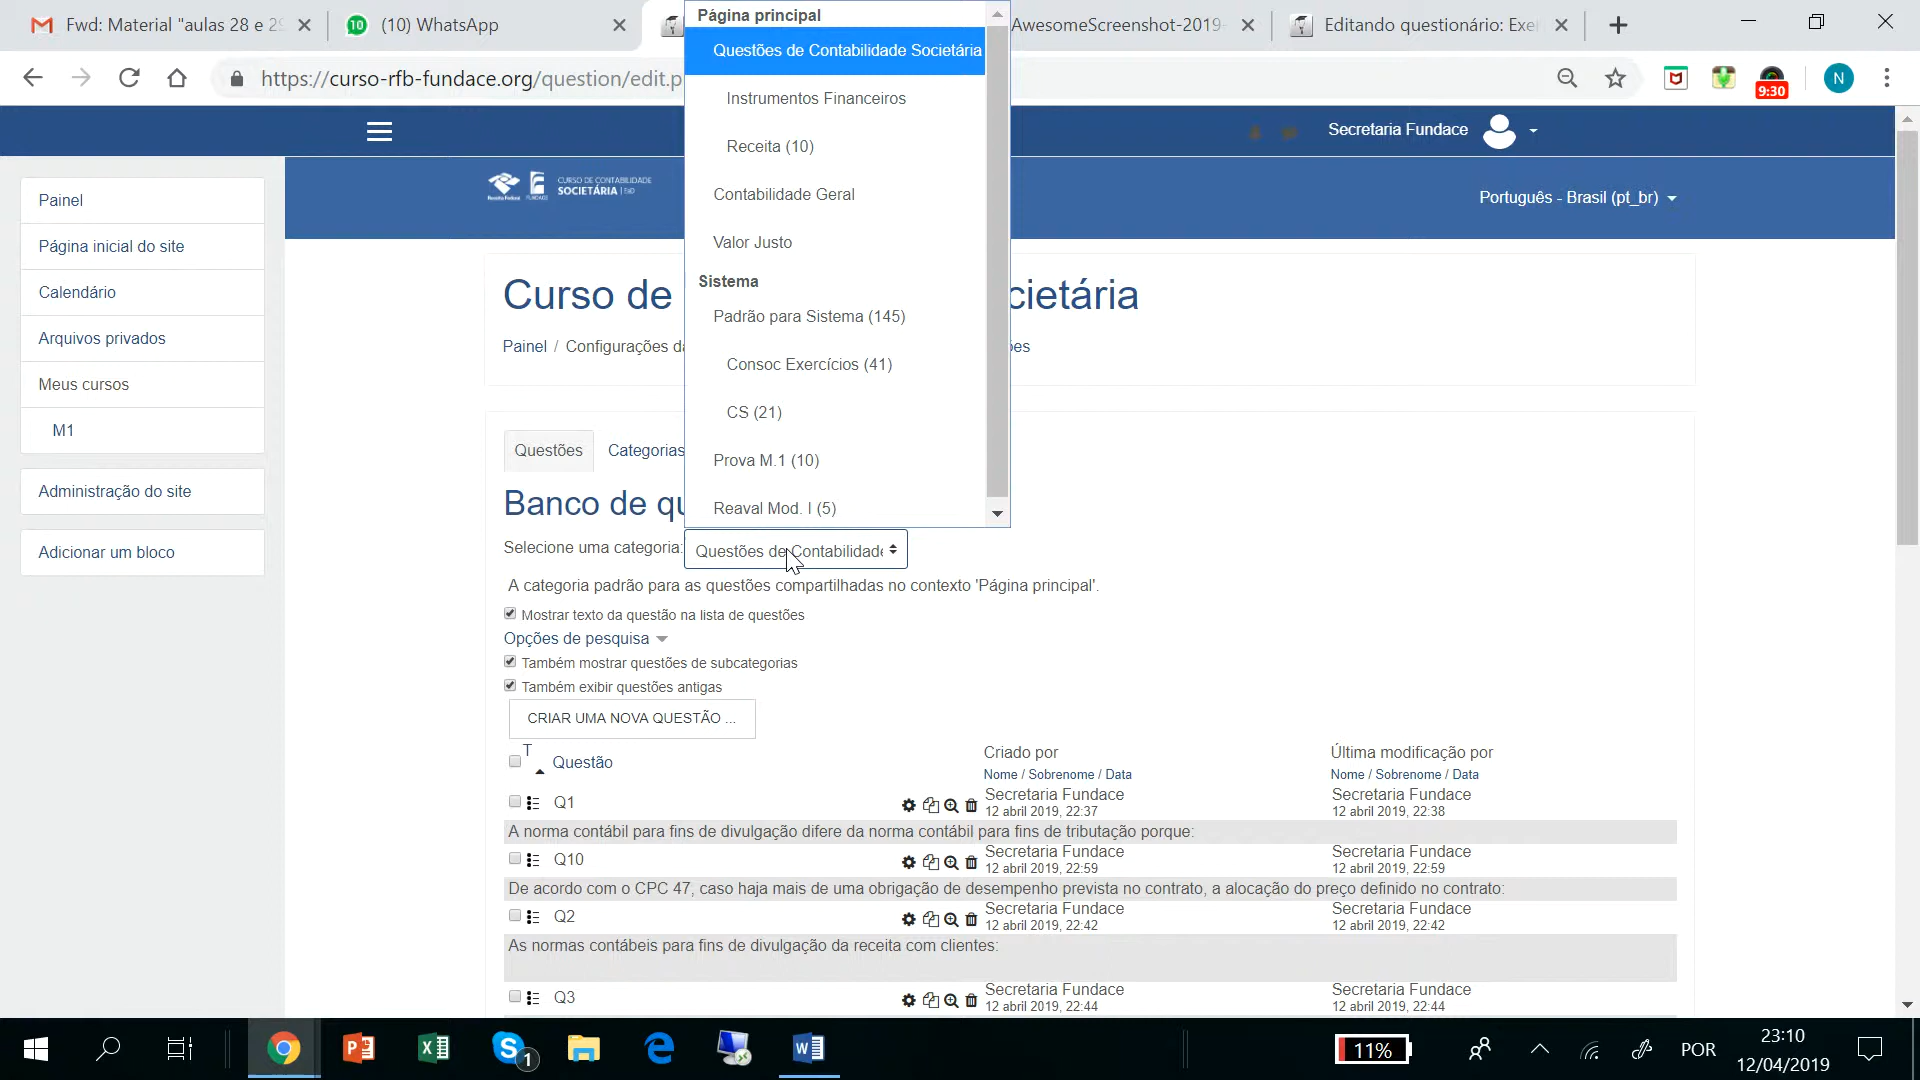 Fwd: Material "aulas 28 e 29
(10) WhatsApp
AwesomeScreenshot-2019-
Editando questionário: Exe
https://curso-rfb-fundace.org/question/edit.p
9:30
N
Página principal
Questões de Contabilidade Societária
Instrumentos Financeiros
Receita (10)
Contabilidade Geral
Valor Justo
Sistema
Padrão para Sistema (145)
Consoc Exercícios (41)
CS (21)
Prova M.1 (10)
Reaval Mod. I (5)
Secretaria Fundace
CURSO DE CONTABILIDADE
SOCIETÁRIA | EaD
Receita Federal
FUNDACE
Português - Brasil (pt_br)
Painel
Página inicial do site
Calendário
Arquivos privados
Meus cursos
M1
Administração do site
Adicionar um bloco
Curso de cietária
Painel / Configurações da es
Questões Categorias
Banco de qu
Selecione uma categoria: Questões de Contabilidade
A categoria padrão para as questões compartilhadas no contexto 'Página principal'.
Mostrar texto da questão na lista de questões
Opções de pesquisa
Também mostrar questões de subcategorias
Também exibir questões antigas
CRIAR UMA NOVA QUESTÃO ...
T
Questão
Criado por
Nome / Sobrenome / Data
Última modificação por
Nome / Sobrenome / Data
Q1
Secretaria Fundace
12 abril 2019, 22:37
Secretaria Fundace
12 abril 2019, 22:38
A norma contábil para fins de divulgação difere da norma contábil para fins de tributação porque:
Q10
Secretaria Fundace
12 abril 2019, 22:59
Secretaria Fundace
12 abril 2019, 22:59
De acordo com o CPC 47, caso haja mais de uma obrigação de desempenho prevista no contrato, a alocação do preço definido no contrato:
Q2
Secretaria Fundace
12 abril 2019, 22:42
Secretaria Fundace
12 abril 2019, 22:42
As normas contábeis para fins de divulgação da receita com clientes:
Q3
Secretaria Fundace
12 abril 2019, 22:44
Secretaria Fundace
12 abril 2019, 22:44
1
11%
POR
23:10
12/04/2019